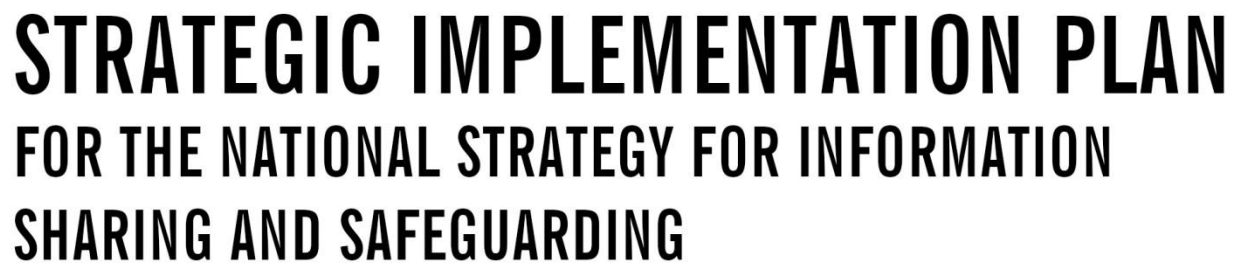 STRATEGIC IMPLEMENTATION PLAN
FOR THE NATIONAL STRATEGY FOR INFORMATION
SHARING AND SAFEGUARDING